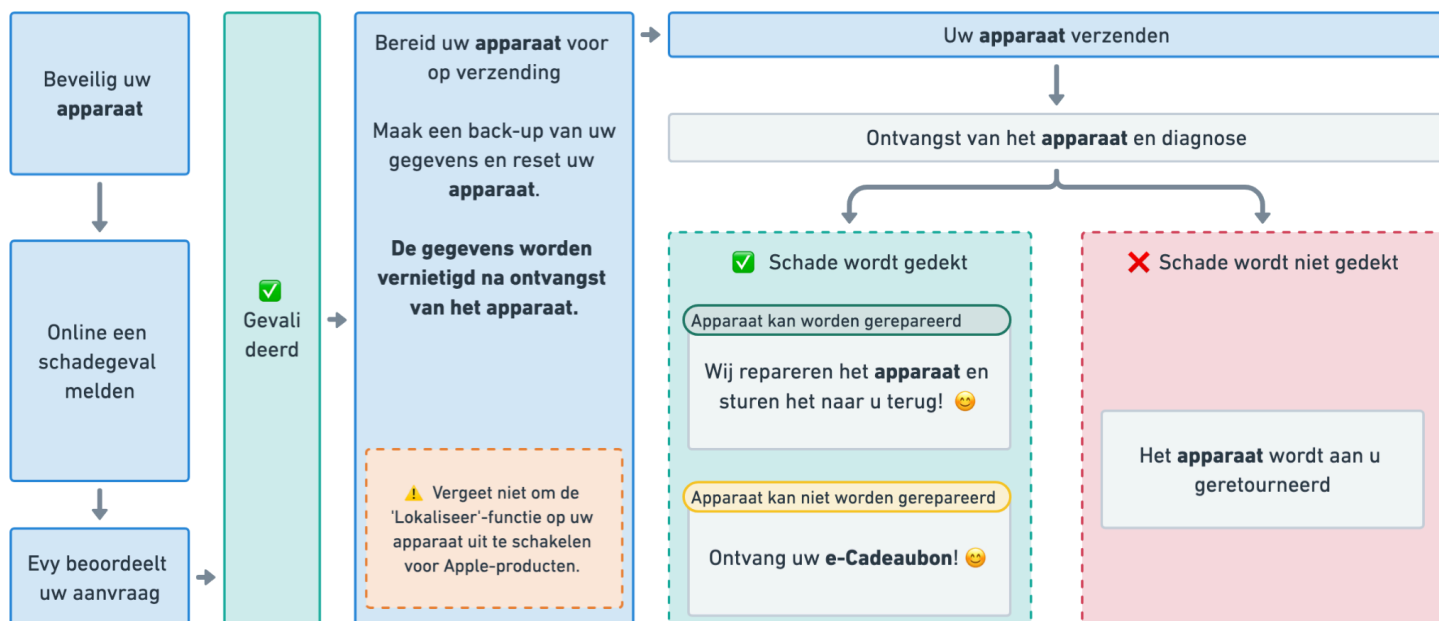 Beveilig uw
apparaat
Online een
schadegeval
melden
Evy beoordeelt
uw aanvraag
Gevali
deerd
Bereid uw apparaat voor
op verzending
Maak een back-up van uw
gegevens en reset uw
apparaat.
De gegevens worden
vernietigd na ontvangst
van het apparaat.
Vergeet niet om de
'Lokaliseer'-functie op uw
apparaat uit te schakelen
voor Apple-producten.
Uw apparaat verzenden
Ontvangst van het apparaat en diagnose
Schade wordt gedekt
Apparaat kan worden gerepareerd
Wij repareren het apparaat en
sturen het naar u terug! 😊
Apparaat kan niet worden gerepareerd
Ontvang uw e-Cadeaubon! 😊
Schade wordt niet gedekt
Het apparaat wordt aan u
geretourneerd